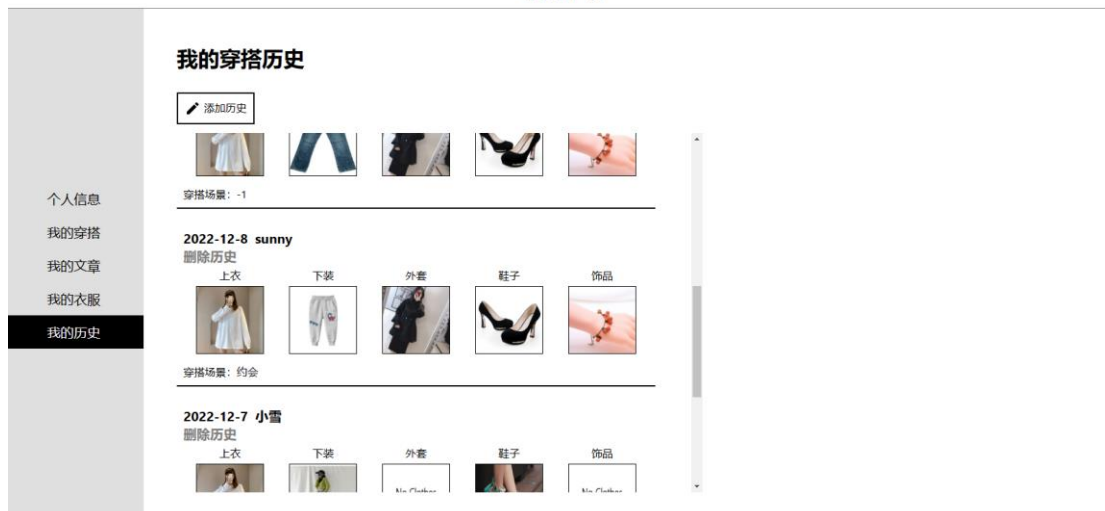 我的穿搭历史
添加历史
穿搭场景：-1
个人信息
我的穿搭
我的文章
我的衣服
我的历史
2022-12-8 sunny
删除历史
上衣 下装 外套 鞋子 饰品
穿搭场景：约会
2022-12-7 小雪
删除历史
上衣 下装 外套 鞋子 饰品
No Clothes No Clothes